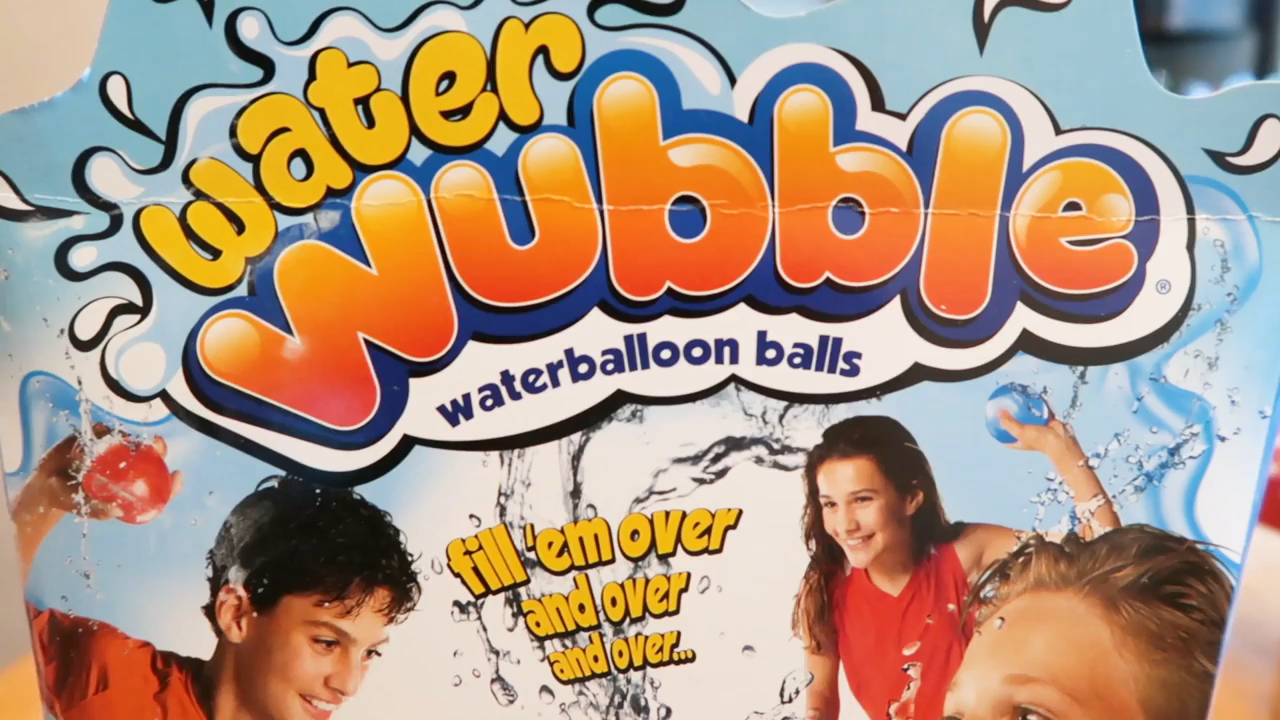 water
wubble®
waterballoon balls
fill 'em over
and over
and over...